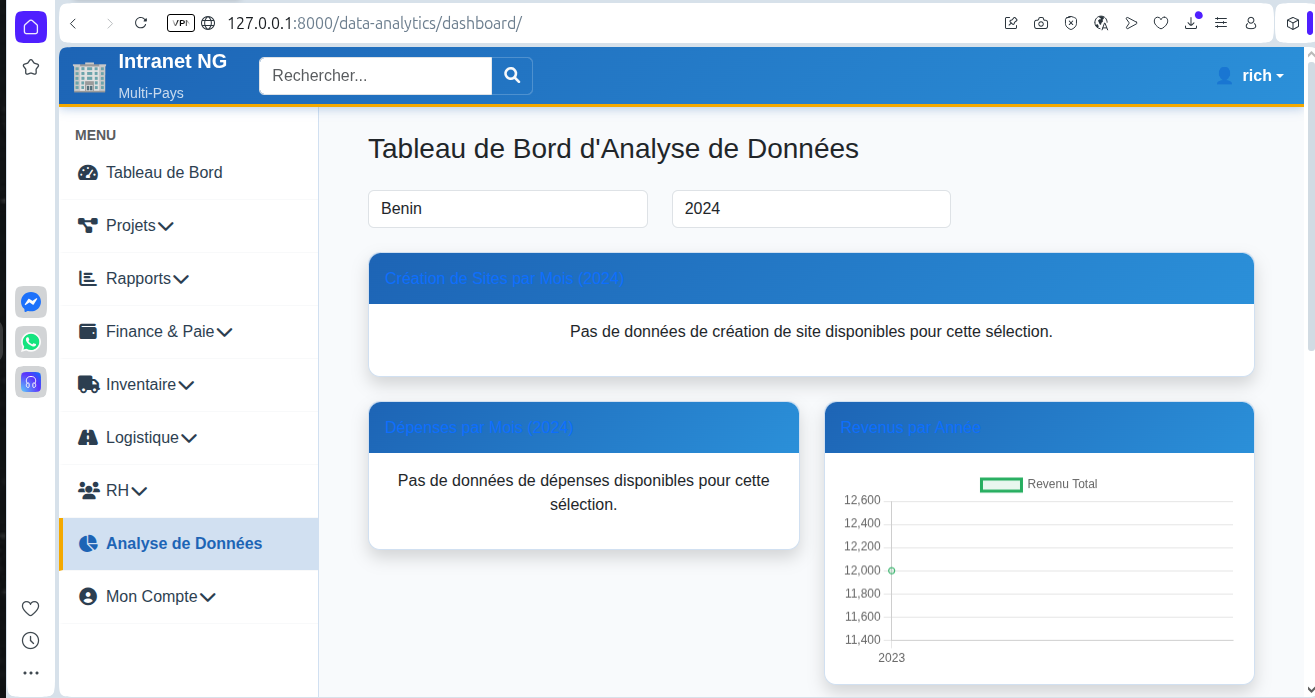 VPN
127.0.0.1:8000/data-analytics/dashboard/
Intranet NG
Multi-Pays
Rechercher...
rich
MENU
Tableau de Bord
Projets
Rapports
Finance & Paie
Inventaire
Logistique
RH
Analyse de Données
Mon Compte
Tableau de Bord d'Analyse de Données
Benin
2024
Création de Sites par Mois (2024)
Pas de données de création de site disponibles pour cette sélection.
Dépenses par Mois (2024)
Pas de données de dépenses disponibles pour cette
sélection.
Revenus par Année
Revenu Total
12,600
12,400
12,200
12,000
11,800
11,600
11,400
2023